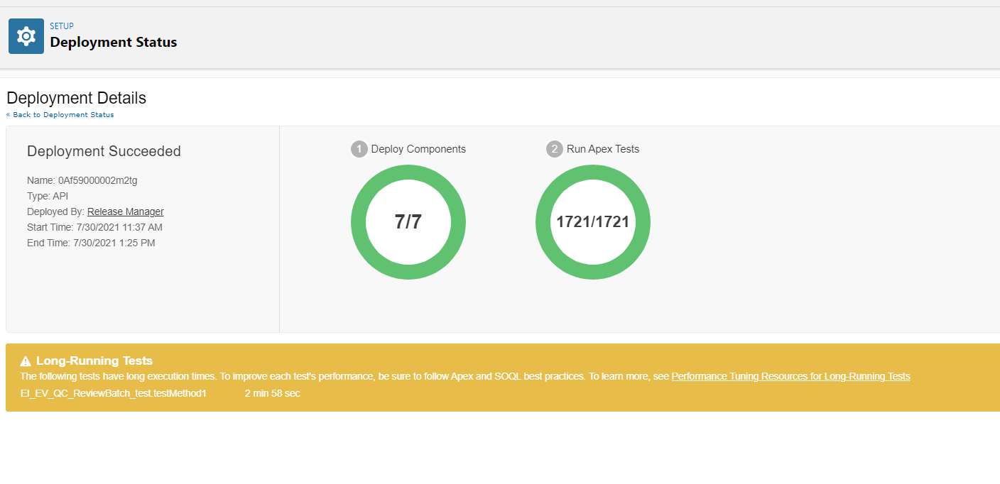 SETUP
Deployment Status
Deployment Details
« Back to Deployment Status
Deployment Succeeded
Name: 0Af59000002m2tg
Type: API
Deployed By: Release Manager
Start Time: 7/30/2021 11:37 AM
End Time: 7/30/2021 1:25 PM
1 Deploy Components
7/7
2 Run Apex Tests
1721/1721
Long-Running Tests
The following tests have long execution times. To improve each test's performance, be sure to follow Apex and SOQL best practices. To learn more, see Performance Tuning Resources for Long-Running Tests
EI_EV_QC_ReviewBatch_test.testMethod1 2 min 58 sec